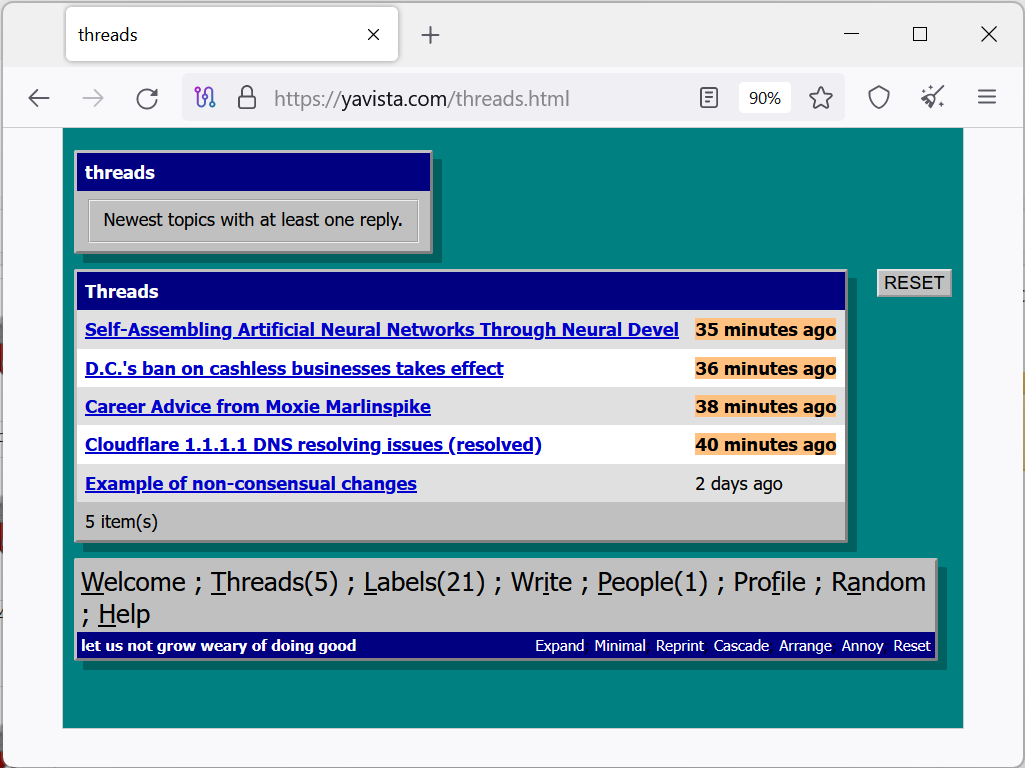 threads
https://yavista.com/threads.html
90%
threads
Newest topics with at least one reply.
Threads
RESET
Self-Assembling Artificial Neural Networks Through Neural Devel 35 minutes ago
D.C.'s ban on cashless businesses takes effect 36 minutes ago
Career Advice from Moxie Marlinspike 38 minutes ago
Cloudflare 1.1.1.1 DNS resolving issues (resolved) 40 minutes ago
Example of non-consensual changes 2 days ago
5 item(s)
Welcome ; Threads(5) ; Labels(21) ; Write ; People(1) ; Profile ; Random
; Help
let us not grow weary of doing good Expand Minimal Reprint Cascade Arrange Annoy Reset